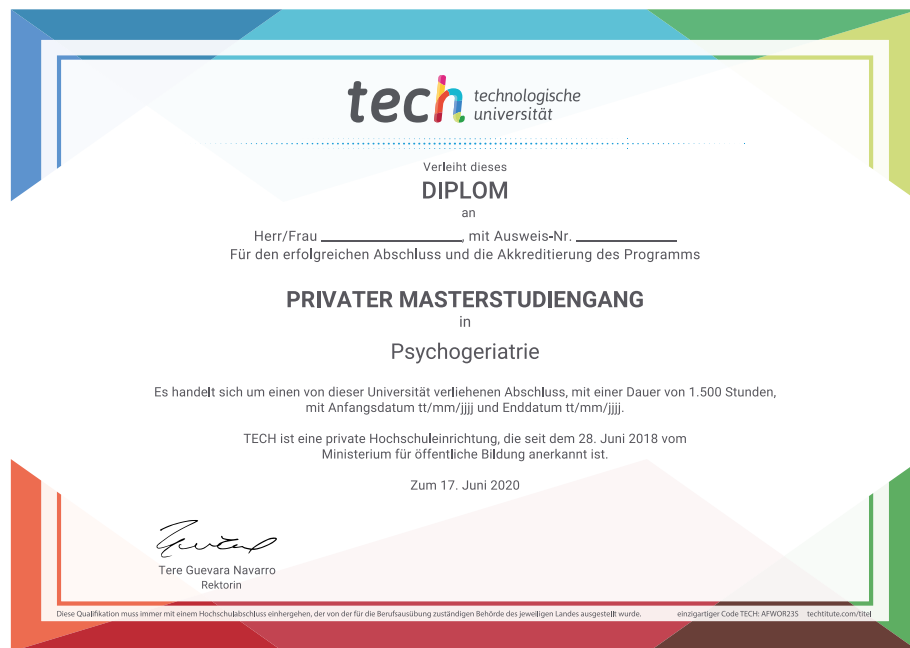 tech technologische
universität
Verleiht dieses
DIPLOM
an
Herr/Frau ____________________, mit Ausweis-Nr. ______________
Für den erfolgreichen Abschluss und die Akkreditierung des Programms
PRIVATER MASTERSTUDIENGANG
in
Psychogeriatrie
Es handelt sich um einen von dieser Universität verliehenen Abschluss, mit einer Dauer von 1.500 Stunden,
mit Anfangsdatum tt/mm/jjjj und Enddatum tt/mm/jjjj.
TECH ist eine private Hochschuleinrichtung, die seit dem 28. Juni 2018 vom
Ministerium für öffentliche Bildung anerkannt ist.
Zum 17. Juni 2020
Tere Guevara Navarro
Rektorin
Diese Qualifikation muss immer mit einem Hochschulabschluss einhergehen, der von der für die Berufsausübung zuständigen Behörde des jeweiligen Landes ausgestellt wurde. einzigartiger Code TECH: AFWOR23S techtitute.com/titel